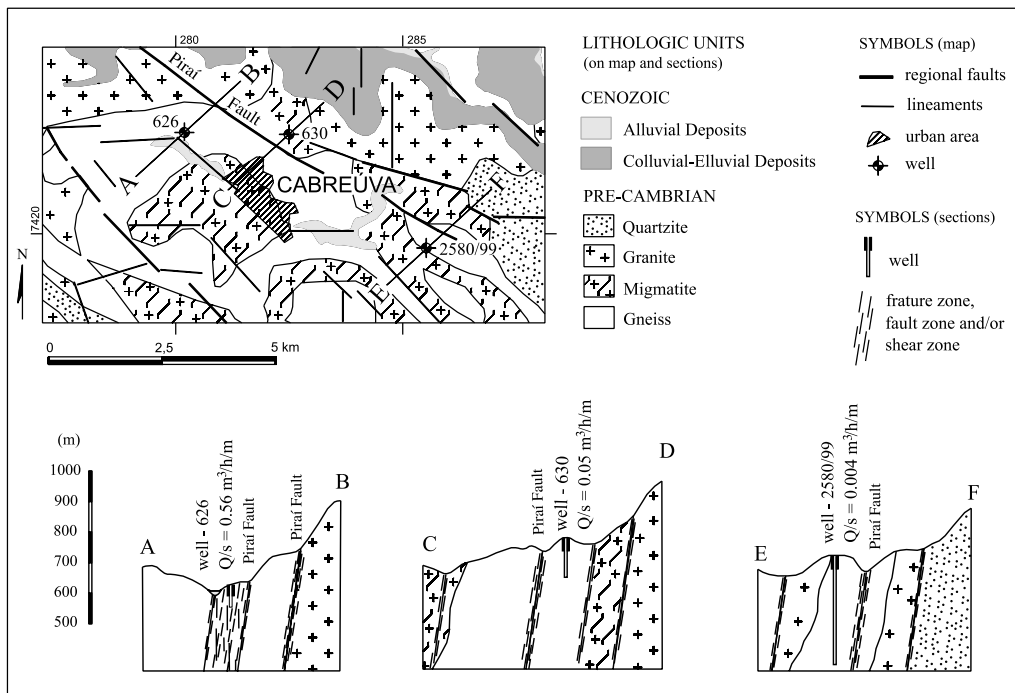 280
285
7420
N
Piraí
Fault
A
B
C
D
E
F
626
630
2580/99
CABREUVA
0
2,5
5 km
LITHOLOGIC UNITS
(on map and sections)
CENOZOIC
Alluvial Deposits
Colluvial-Elluvial Deposits
PRE-CAMBRIAN
Quartzite
Granite
Migmatite
Gneiss
SYMBOLS (map)
regional faults
lineaments
urban area
well
SYMBOLS (sections)
well
frature zone,
fault zone and/or
shear zone
(m)
1000
900
800
700
600
500
A
well - 626
Q/s = 0.56 m³/h/m
Piraí Fault
Piraí Fault
B
C
Piraí Fault
well - 630
Q/s = 0.05 m³/h/m
D
E
well - 2580/99
Q/s = 0.004 m³/h/m
Piraí Fault
F